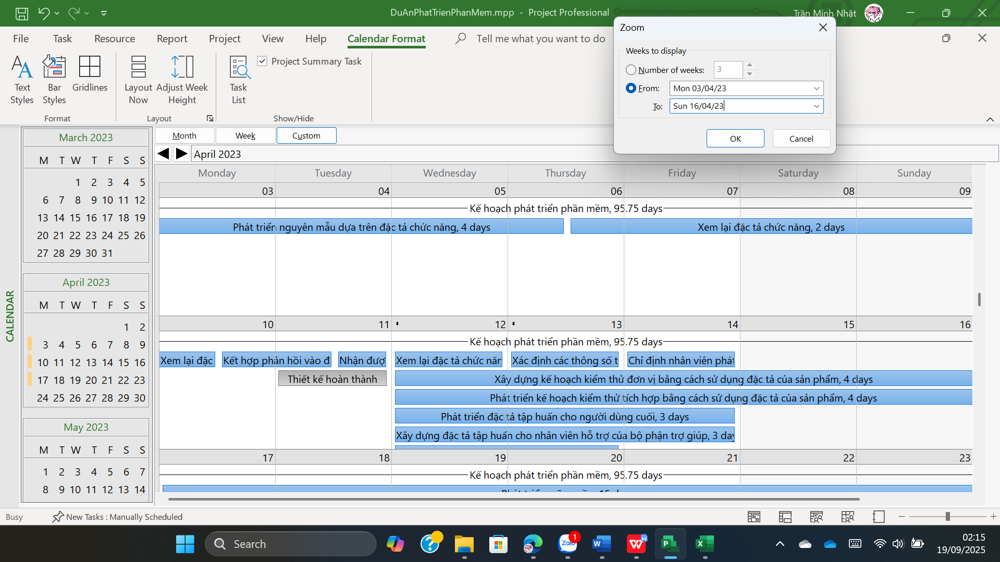 DuAnPhatTrienPhanMem.mpp - Project Professional
Trần Minh Nhật
File Task Resource Report Project View Help Calendar Format Tell me what you want to do
Text Styles
Bar Styles
Gridlines
Format
Layout Now
Adjust Week Height
Layout
Task List
Project Summary Task
Show/Hide
Zoom
Weeks to display
Number of weeks: 3
From: Mon 03/04/23
To: Sun 16/04/23
OK Cancel
CALENDAR
March 2023
M T W T F S S
1 2 3 4 5
6 7 8 9 10 11 12
13 14 15 16 17 18 19
20 21 22 23 24 25 26
27 28 29 30 31
April 2023
M T W T F S S
1 2
3 4 5 6 7 8 9
10 11 12 13 14 15 16
17 18 19 20 21 22 23
24 25 26 27 28 29 30
May 2023
M T W T F S S
1 2 3 4 5 6 7
8 9 10 11 12 13 14
Month Week Custom
April 2023
Monday Tuesday Wednesday Thursday Friday Saturday Sunday
03 04 05 06 07 08 09
Kế hoạch phát triển phần mềm, 95.75 days
Phát triển nguyên mẫu dựa trên đặc tả chức năng, 4 days Xem lại đặc tả chức năng, 2 days
10 11 12 13 14 15 16
Kế hoạch phát triển phần mềm, 95.75 days
Xem lại đặc Kết hợp phản hồi vào đ Nhận đượ Xem lại đặc tả chức năn Xác định các thông số t Chỉ định nhân viên phát
Thiết kế hoàn thành Xây dựng kế hoạch kiểm thử đơn vị bằng cách sử dụng đặc tả của sản phẩm, 4 days
Phát triển kế hoạch kiểm thử tích hợp bằng cách sử dụng đặc tả của sản phẩm, 4 days
Phát triển đặc tả tập huấn cho người dùng cuối, 3 days
Xây dựng đặc tả tập huấn cho nhân viên hỗ trợ của bộ phận trợ giúp, 3 day
17 18 19 20 21 22 23
Kế hoạch phát triển phần mềm, 95.75 days
Busy New Tasks : Manually Scheduled
Search
Zalo
1
02:15
19/09/2025